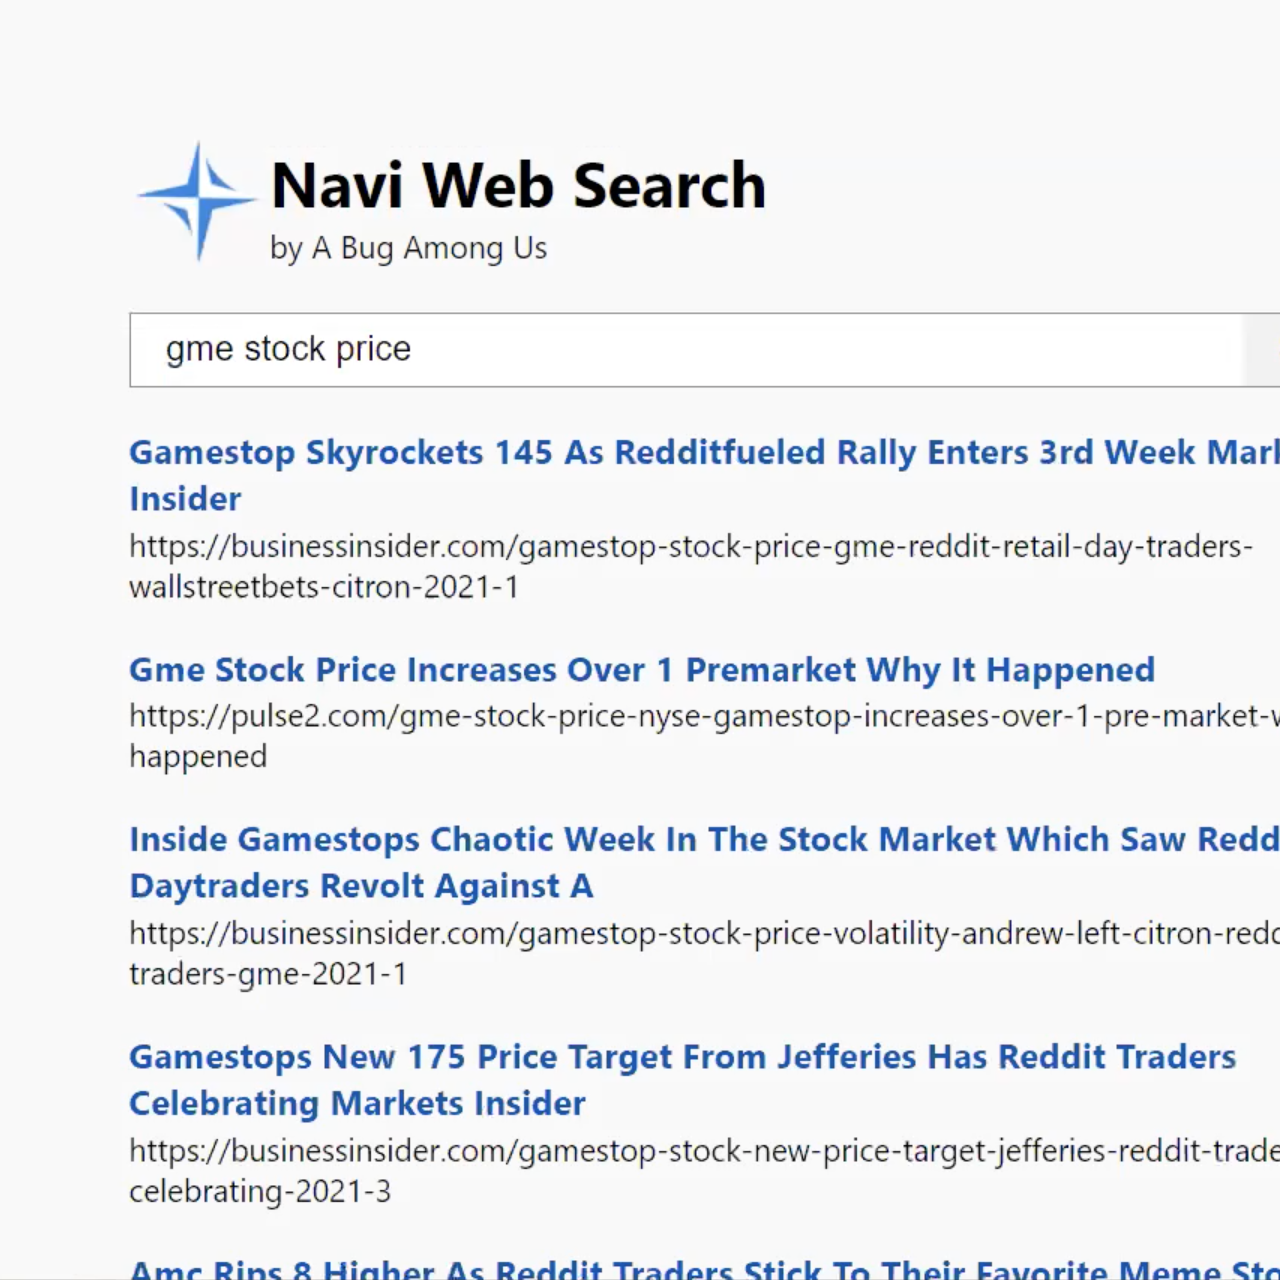 Navi Web Search
by A Bug Among Us
gme stock price
Gamestop Skyrockets 145 As Redditfueled Rally Enters 3rd Week
Insider
https://businessinsider.com/gamestop-stock-price-gme-reddit-retail-day-traders-
wallstreetbets-citron-2021-1
Gme Stock Price Increases Over 1 Premarket Why It Happened
https://pulse2.com/gme-stock-price-nyse-gamestop-increases-over-1-pre-market-
happened
Inside Gamestops Chaotic Week In The Stock Market Which Saw
Daytraders Revolt Against A
https://businessinsider.com/gamestop-stock-price-volatility-andrew-left-citron-
traders-gme-2021-1
Gamestops New 175 Price Target From Jefferies Has Reddit Traders
Celebrating Markets Insider
https://businessinsider.com/gamestop-stock-new-price-target-jefferies-reddit-
celebrating-2021-3
Amc Rips 8 Higher As Reddit Traders Stick To Their Favorite Meme